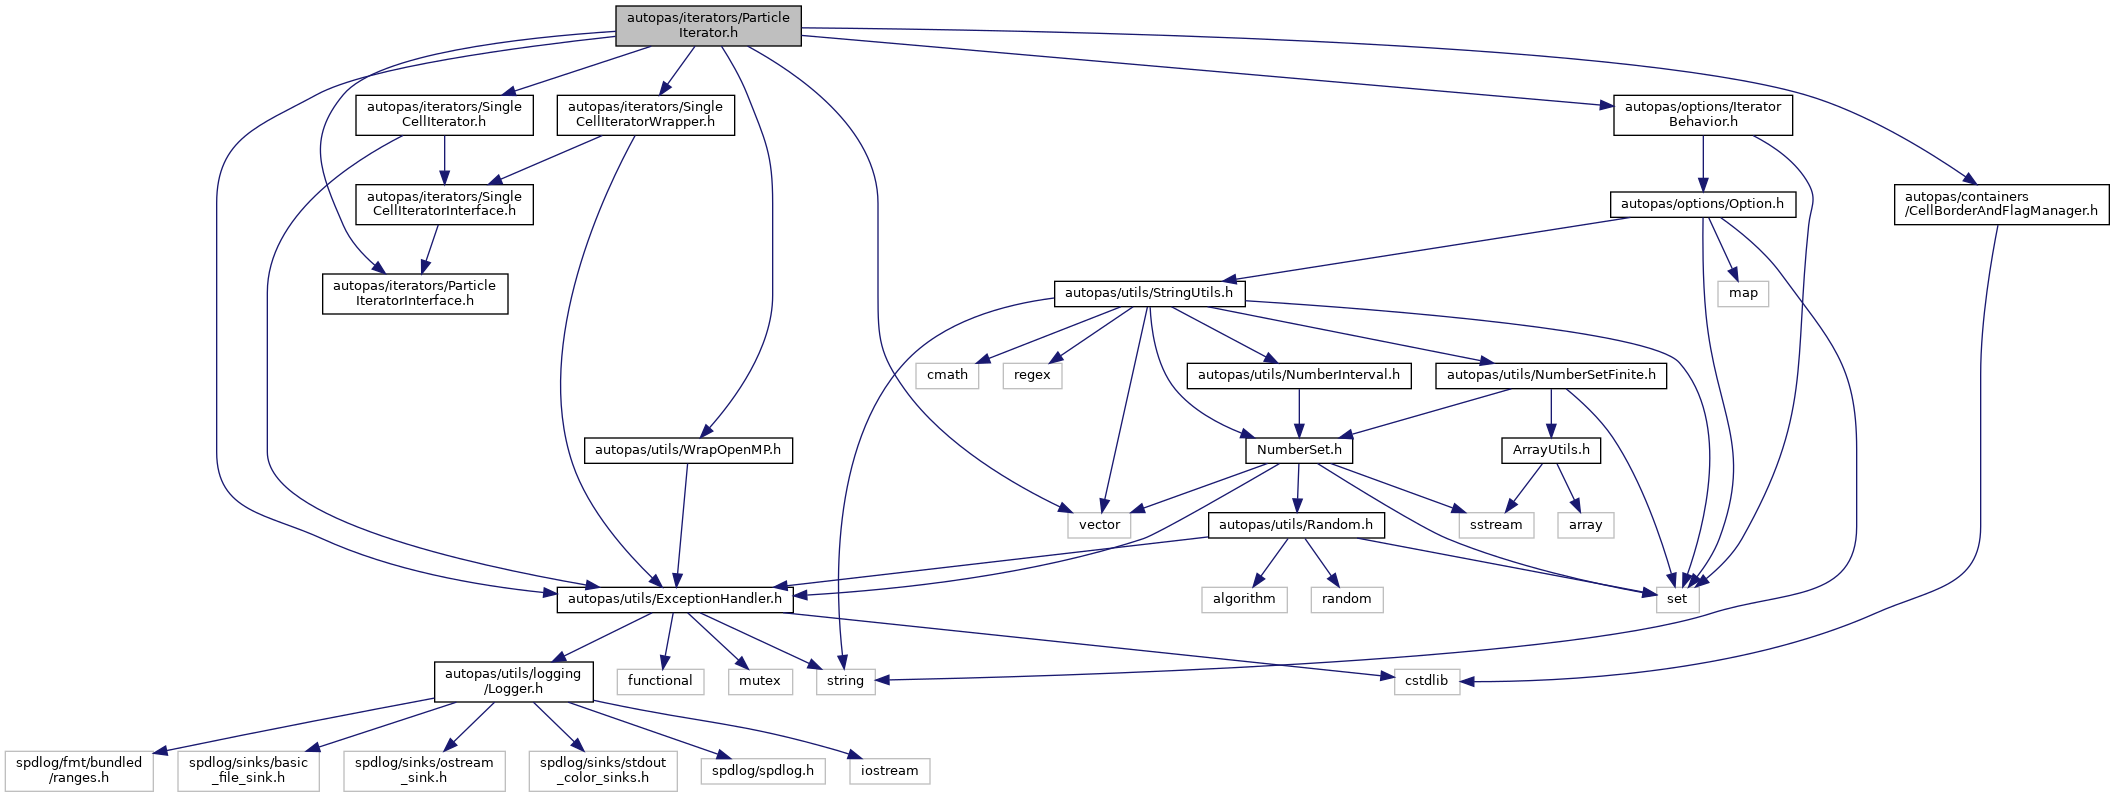 autopas/iterators/Particle
Iterator.h
autopas/iterators/Single
CellIterator.h
autopas/iterators/Single
CellIteratorWrapper.h
autopas/options/Iterator
Behavior.h
autopas/iterators/Single
CellIteratorInterface.h
autopas/options/Option.h
autopas/containers
/CellBorderAndFlagManager.h
autopas/iterators/Particle
IteratorInterface.h
autopas/utils/StringUtils.h
map
cmath
regex
autopas/utils/NumberInterval.h
autopas/utils/NumberSetFinite.h
autopas/utils/WrapOpenMP.h
NumberSet.h
ArrayUtils.h
vector
autopas/utils/Random.h
sstream
array
autopas/utils/ExceptionHandler.h
algorithm
random
set
autopas/utils/logging
/Logger.h
functional
mutex
string
cstdlib
spdlog/fmt/bundled
/ranges.h
spdlog/sinks/basic
_file_sink.h
spdlog/sinks/ostream
_sink.h
spdlog/sinks/stdout
_color_sinks.h
spdlog/spdlog.h
iostream